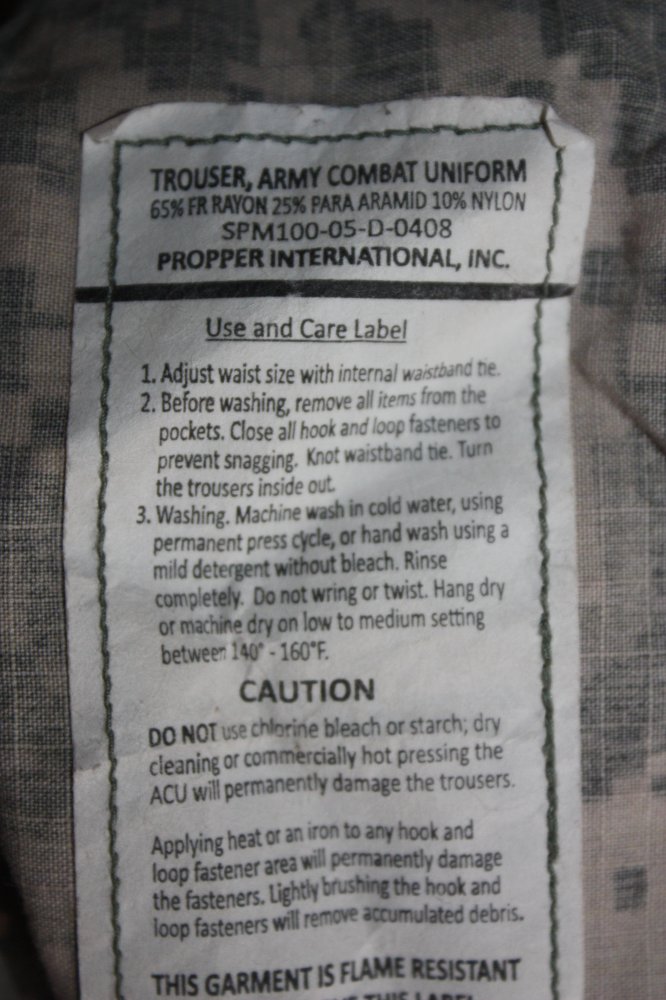 TROUSER, ARMY COMBAT UNIFORM
65% FR RAYON 25% PARA ARAMID 10% NYLON
SPM100-05-D-0408
PROPPER INTERNATIONAL, INC.
Use and Care Label
1. Adjust waist size with internal waistband tie.
2. Before washing, remove all items from the
pockets. Close all hook and loop fasteners to
prevent snagging. Knot waistband tie. Turn
the trousers inside out.
3. Washing. Machine wash in cold water, using
permanent press cycle, or hand wash using a
mild detergent without bleach. Rinse
completely. Do not wring or twist. Hang dry
or machine dry on low to medium setting
between 140° - 160°F.
CAUTION
DO NOT use chlorine bleach or starch; dry
cleaning or commercially hot pressing the
ACU will permanently damage the trousers.
Applying heat or an iron to any hook and
loop fastener area will permanently damage
the fasteners. Lightly brushing the hook and
loop fasteners will remove accumulated debris.
THIS GARMENT IS FLAME RESISTANT
THIS LABEL